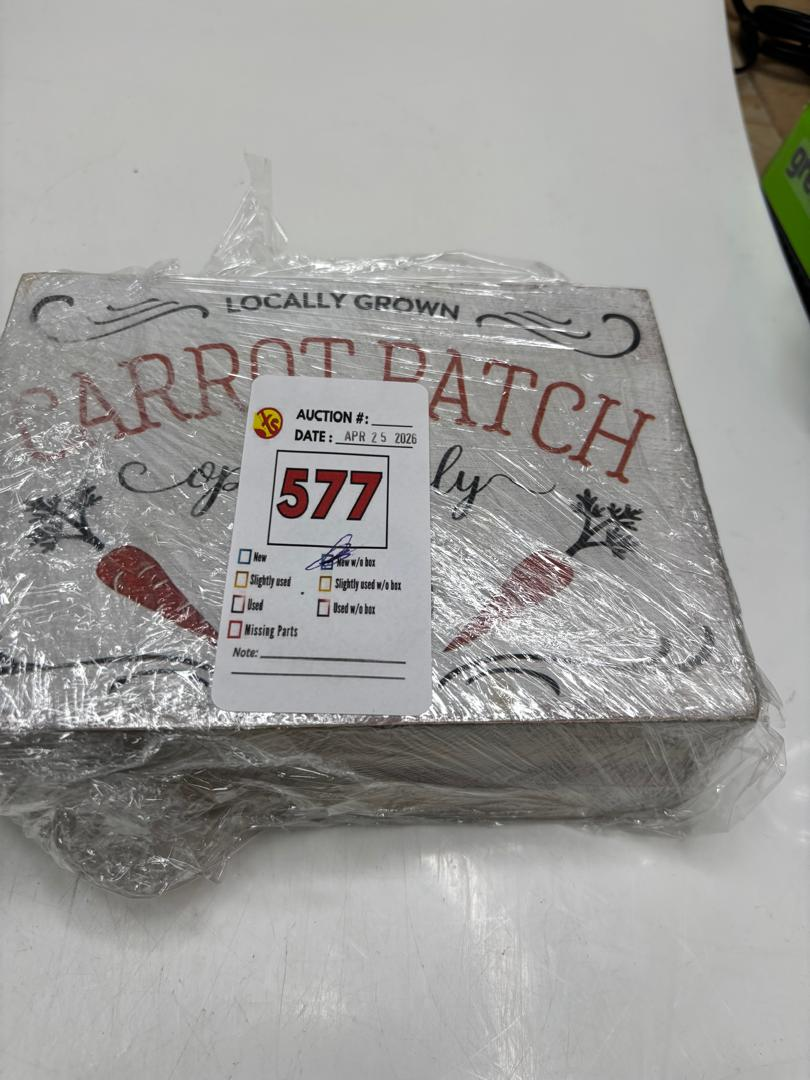 LOCALLY GROWN
CARROT PATCH
AUCTION #:
DATE: APR 25 2026
577
New
New w/o box
Slightly used
Slightly used w/o box
Used
Used w/o box
Missing Parts
Note: